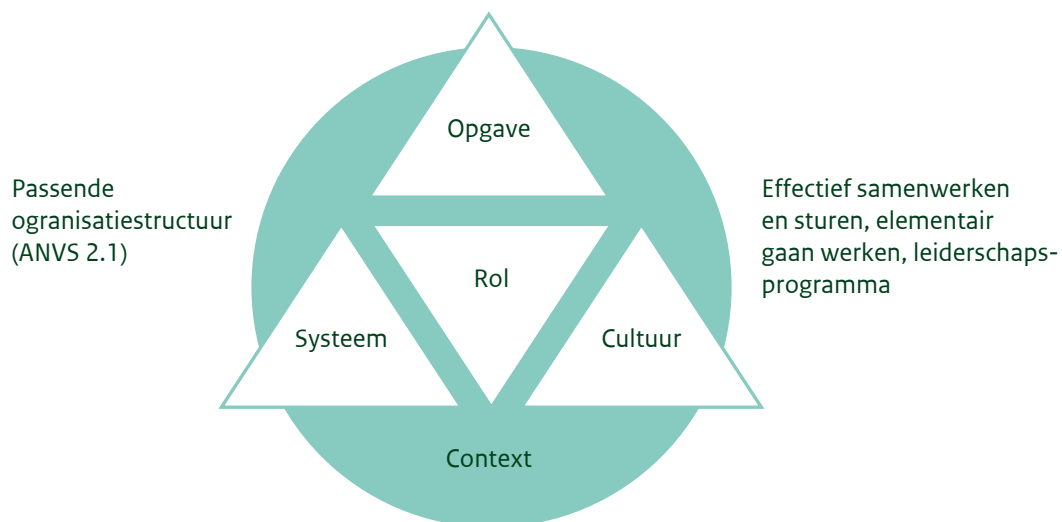 Opgave
Passende
ogranisatiestructuur
(ANVS 2.1)
Effectief samenwerken
en sturen, elementair
gaan werken, leiderschaps-
programma
Rol
Systeem
Cultuur
Context